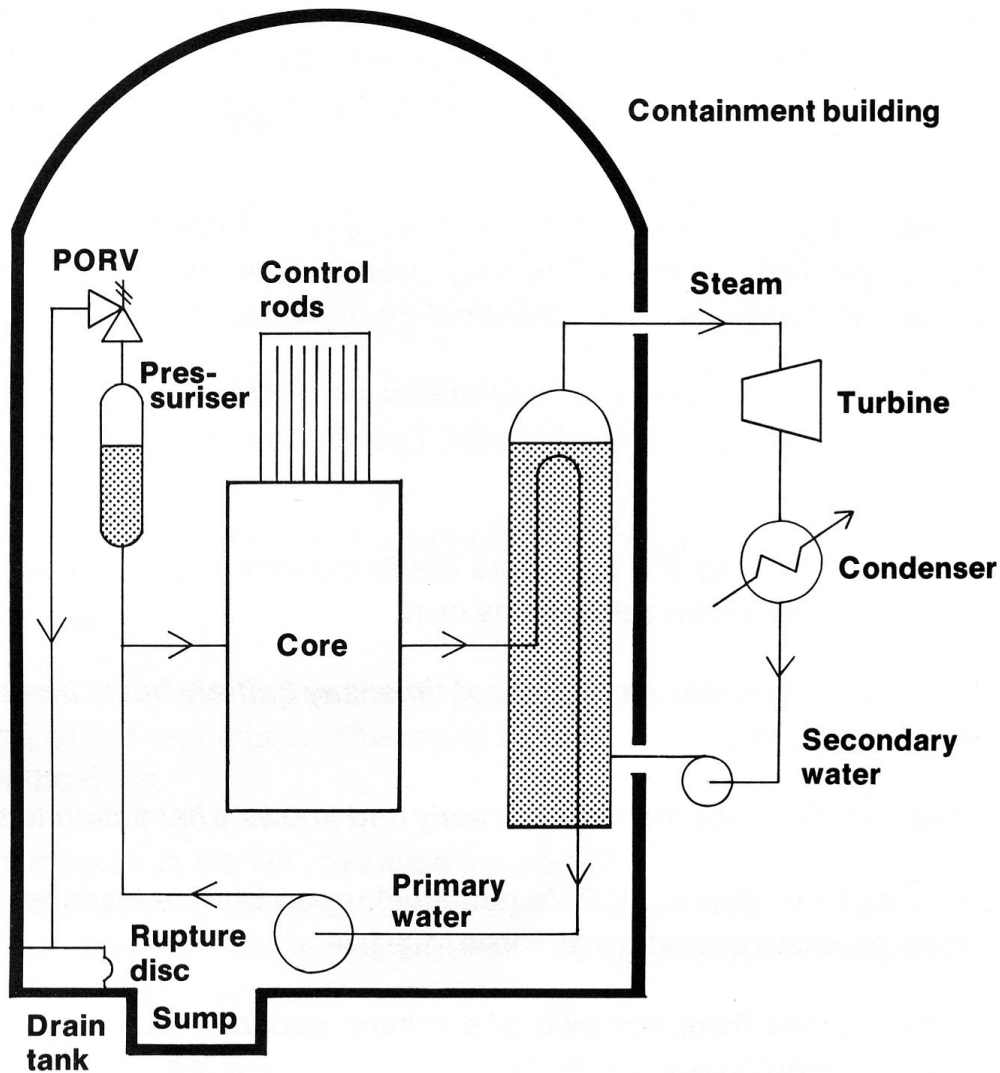 Containment building
PORV
Control
rods
Steam
Pres-
suriser
Turbine
Condenser
Core
Secondary
water
Primary
water
Rupture
disc
Sump
Drain
tank